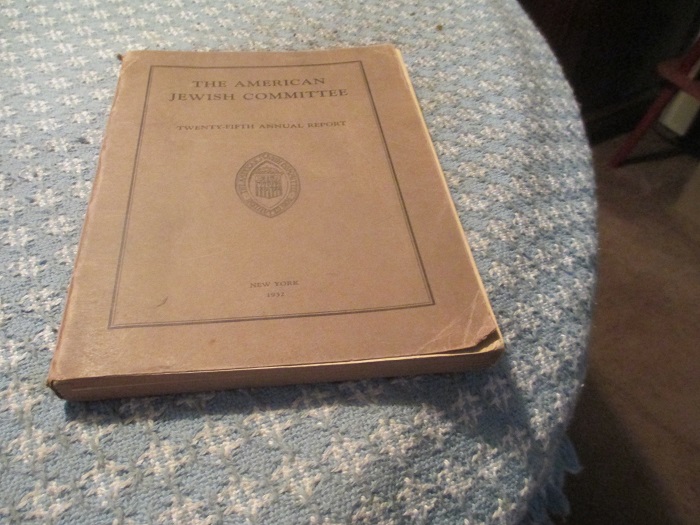 THE AMERICAN
JEWISH COMMITTEE
TWENTY-FIFTH ANNUAL REPORT
NEW YORK